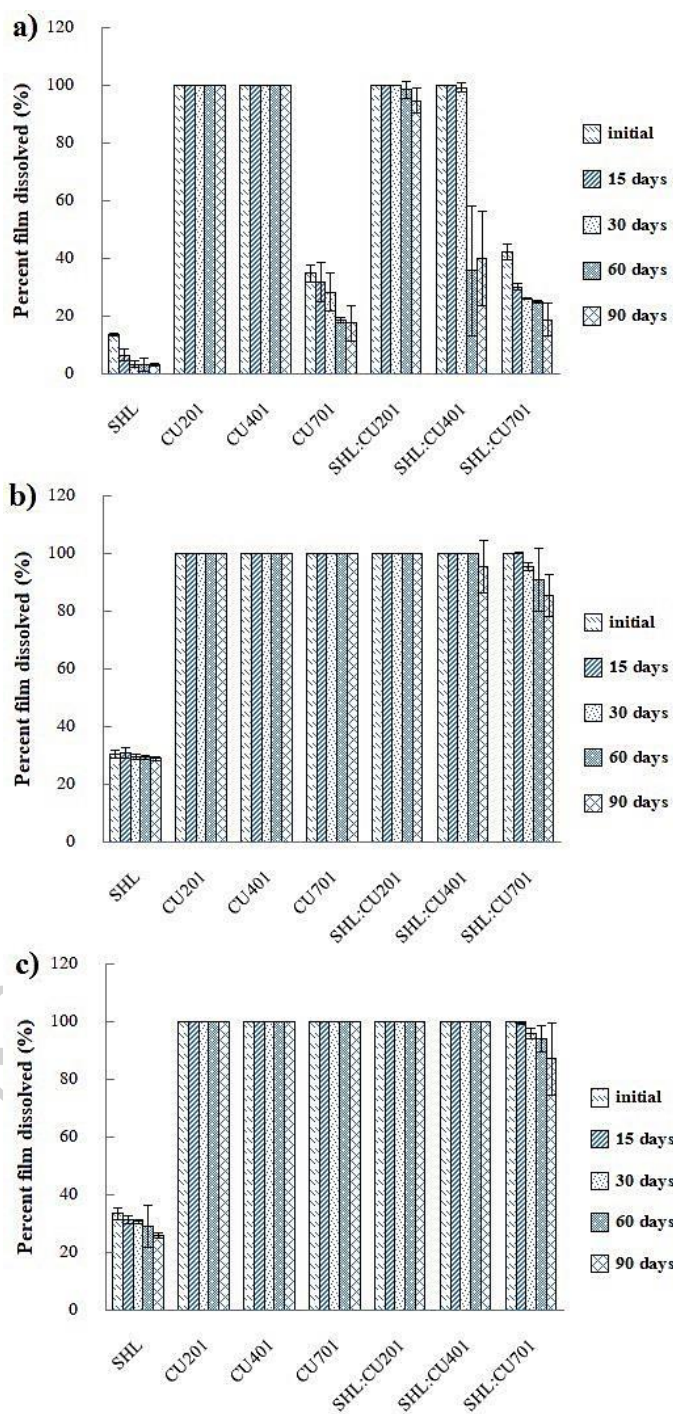 a)
120
100
80
60
40
20
0
Percent film dissolved (%)
SHL
CU201
CU401
CU701
SHL:CU201
SHL:CU401
SHL:CU701
initial
15 days
30 days
60 days
90 days
b)
120
100
80
60
40
20
0
Percent film dissolved (%)
SHL
CU201
CU401
CU701
SHL:CU201
SHL:CU401
SHL:CU701
initial
15 days
30 days
60 days
90 days
c)
120
100
80
60
40
20
0
Percent film dissolved (%)
SHL
CU201
CU401
CU701
SHL:CU201
SHL:CU401
SHL:CU701
initial
15 days
30 days
60 days
90 days